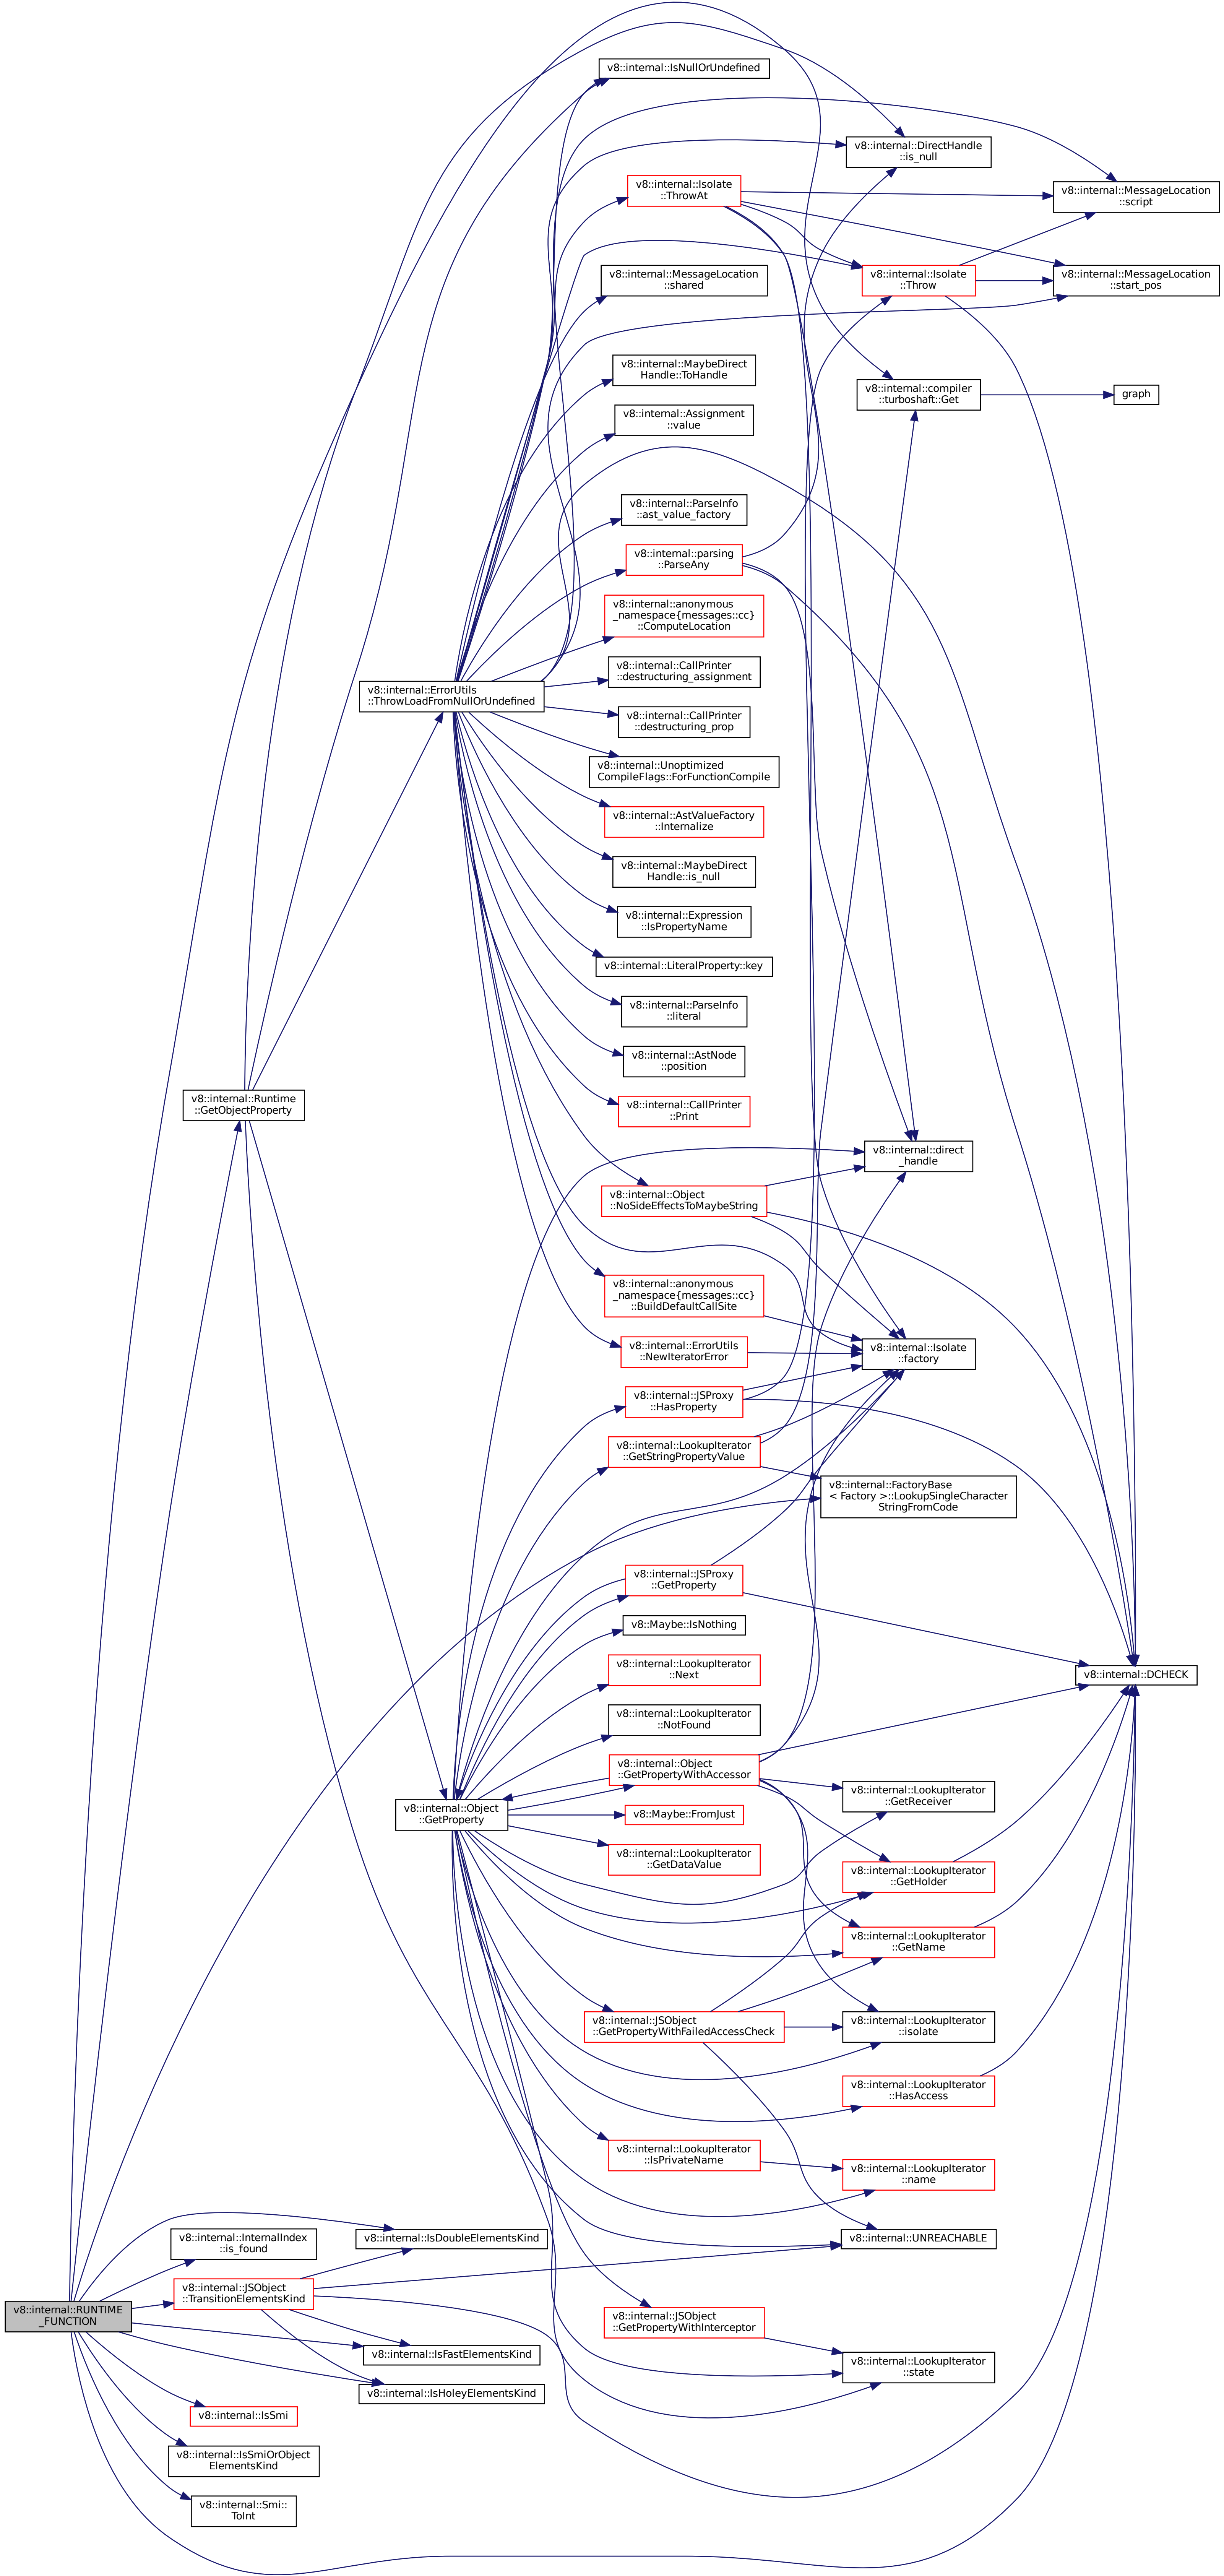 v8::internal::IsNullOrUndefined
v8::internal::DirectHandle
::is_null
v8::internal::Isolate
::ThrowAt
v8::internal::MessageLocation
::script
v8::internal::MessageLocation
::shared
v8::internal::Isolate
::Throw
v8::internal::MessageLocation
::start_pos
v8::internal::MaybeDirect
Handle::ToHandle
v8::internal::compiler
::turboshaft::Get
graph
v8::internal::Assignment
::value
v8::internal::ParseInfo
::ast_value_factory
v8::internal::parsing
::ParseAny
v8::internal::anonymous
_namespace{messages::cc}
::ComputeLocation
v8::internal::CallPrinter
::destructuring_assignment
v8::internal::ErrorUtils
::ThrowLoadFromNullOrUndefined
v8::internal::CallPrinter
::destructuring_prop
v8::internal::Unoptimized
CompileFlags::ForFunctionCompile
v8::internal::AstValueFactory
::Internalize
v8::internal::MaybeDirect
Handle::is_null
v8::internal::Expression
::IsPropertyName
v8::internal::LiteralProperty::key
v8::internal::ParseInfo
::literal
v8::internal::AstNode
::position
v8::internal::Runtime
::GetObjectProperty
v8::internal::CallPrinter
::Print
v8::internal::direct
_handle
v8::internal::Object
::NoSideEffectsToMaybeString
v8::internal::anonymous
_namespace{messages::cc}
::BuildDefaultCallSite
v8::internal::ErrorUtils
::NewIteratorError
v8::internal::Isolate
::factory
v8::internal::JSProxy
::HasProperty
v8::internal::LookupIterator
::GetStringPropertyValue
v8::internal::FactoryBase
< Factory >::LookupSingleCharacter
StringFromCode
v8::internal::JSProxy
::GetProperty
v8::Maybe::IsNothing
v8::internal::LookupIterator
::Next
v8::internal::DCHECK
v8::internal::LookupIterator
::NotFound
v8::internal::Object
::GetPropertyWithAccessor
v8::internal::LookupIterator
::GetReceiver
v8::internal::Object
::GetProperty
v8::Maybe::FromJust
v8::internal::LookupIterator
::GetDataValue
v8::internal::LookupIterator
::GetHolder
v8::internal::LookupIterator
::GetName
v8::internal::JSObject
::GetPropertyWithFailedAccessCheck
v8::internal::LookupIterator
::isolate
v8::internal::LookupIterator
::HasAccess
v8::internal::LookupIterator
::IsPrivateName
v8::internal::LookupIterator
::name
v8::internal::InternalIndex
::is_found
v8::internal::IsDoubleElementsKind
v8::internal::UNREACHABLE
v8::internal::JSObject
::TransitionElementsKind
v8::internal::RUNTIME
_FUNCTION
v8::internal::JSObject
::GetPropertyWithInterceptor
v8::internal::IsFastElementsKind
v8::internal::LookupIterator
::state
v8::internal::IsHoleyElementsKind
v8::internal::IsSmi
v8::internal::IsSmiOrObject
ElementsKind
v8::internal::Smi::
ToInt